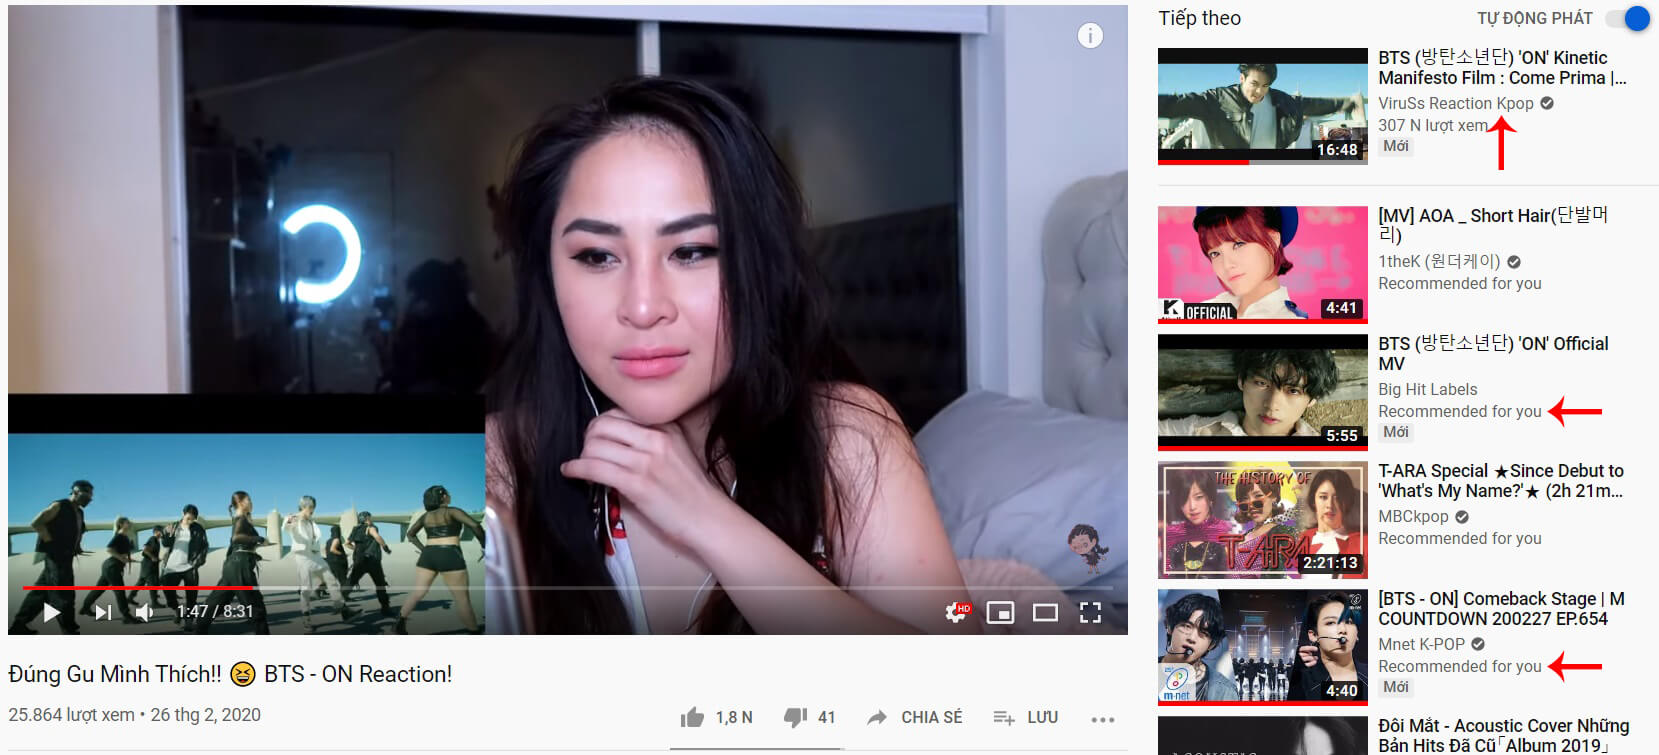 Tiếp theo
TỰ ĐỘNG PHÁT
BTS (방탄소년단) 'ON' Kinetic
Manifesto Film : Come Prima |...
ViruSs Reaction Kpop
307 N lượt xem
Mới
16:48
[MV] AOA _ Short Hair(단발머
리)
1theK (원더케이)
Recommended for you
K OFFICIAL
4:41
BTS (방탄소년단) 'ON' Official
MV
Big Hit Labels
Recommended for you
Mới
5:55
T-ARA Special ★Since Debut to
'What's My Name?'★ (2h 21m...
MBCkpop
Recommended for you
THE HISTORY OF
T-ARA
2:21:13
[BTS - ON] Comeback Stage | M
COUNTDOWN 200227 EP.654
Mnet K-POP
Recommended for you
Mới
m·net
4:40
Đôi Mắt - Acoustic Cover Những
Bản Hits Đã Cũ「Album 2019」
1:47 / 8:31
HD
Đúng Gu Mình Thích!! 😆 BTS - ON Reaction!
25.864 lượt xem • 26 thg 2, 2020
1,8 N
41
CHIA SẺ
LƯU